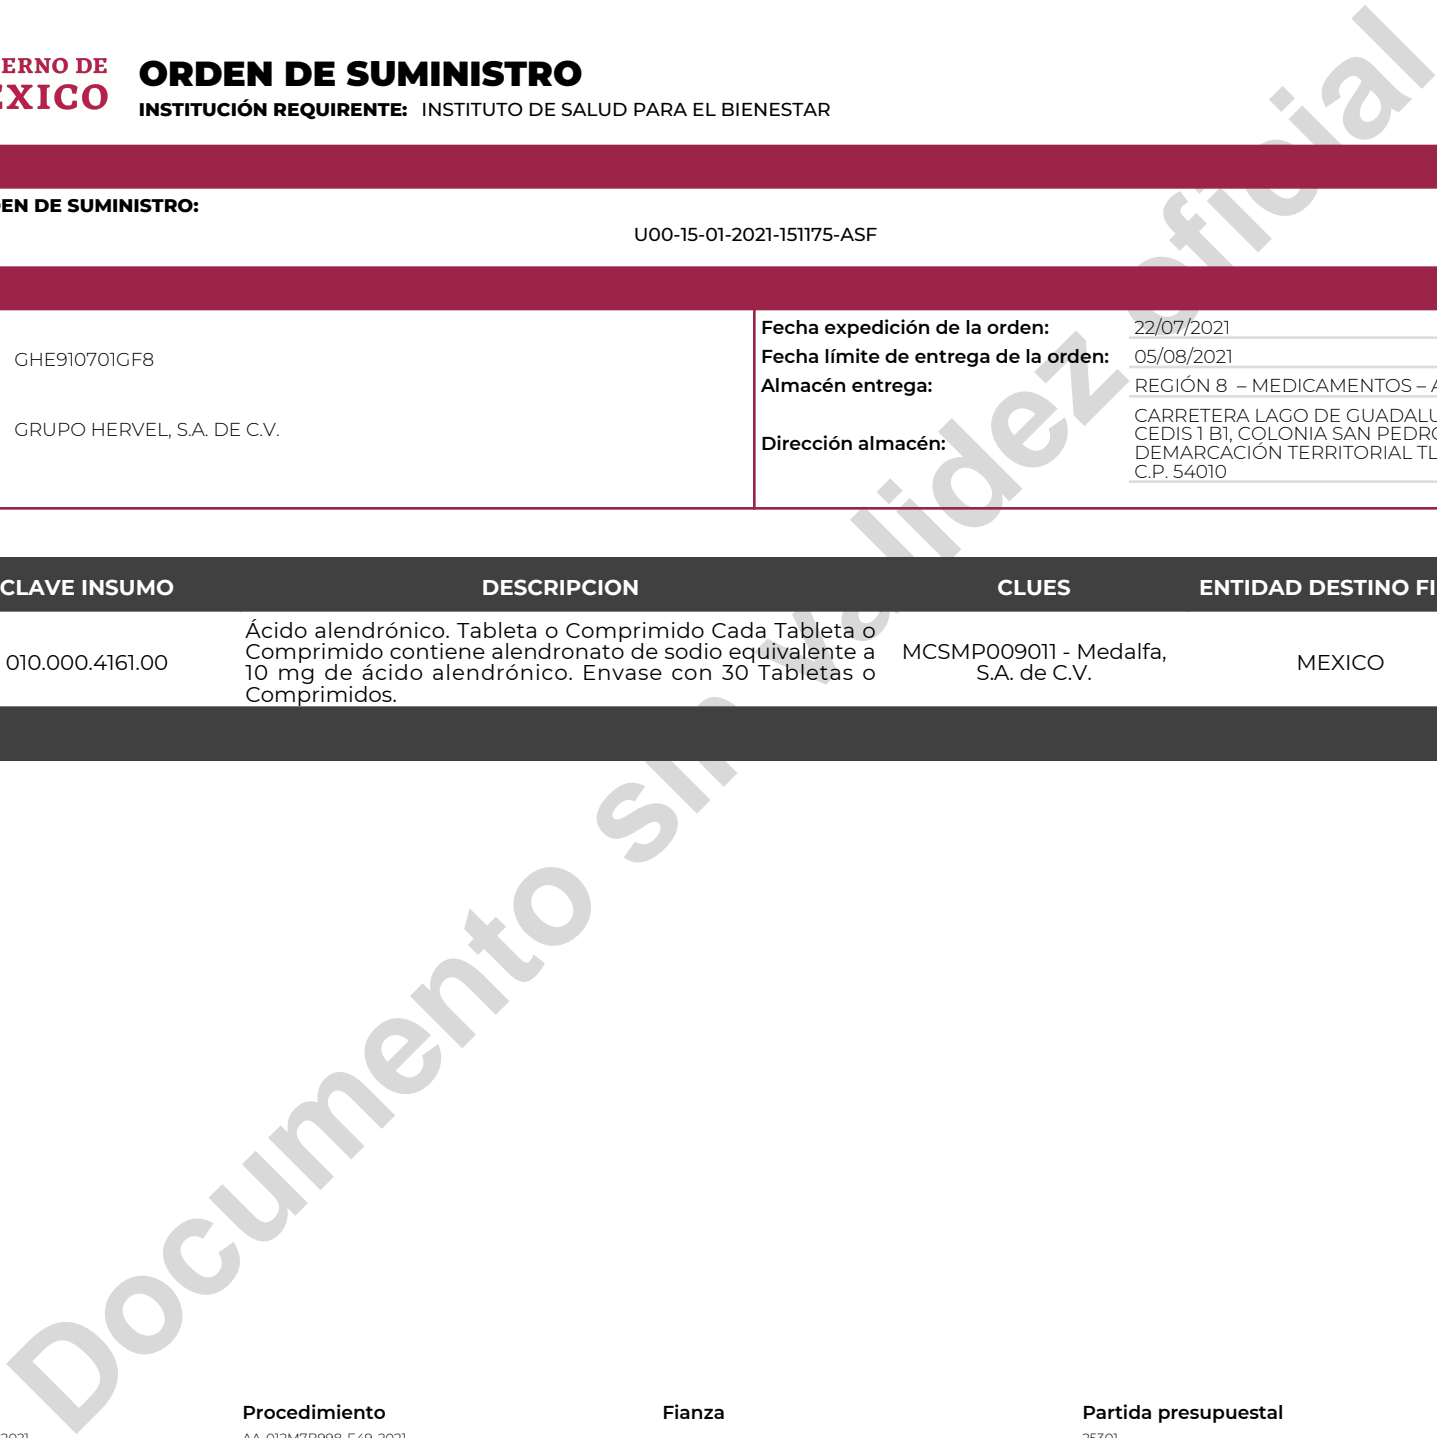 ERNO DE
EXICO
ORDEN DE SUMINISTRO
INSTITUCIÓN REQUIRENTE: INSTITUTO DE SALUD PARA EL BIENESTAR
EN DE SUMINISTRO:
U00-15-01-2021-151175-ASF
GHE910701GF8
GRUPO HERVEL, S.A. DE C.V.
Fecha expedición de la orden: 22/07/2021
Fecha límite de entrega de la orden: 05/08/2021
Almacén entrega: REGIÓN 8 – MEDICAMENTOS – A
Dirección almacén:
CARRETERA LAGO DE GUADALU
CEDIS 1 B1, COLONIA SAN PEDRO
DEMARCACIÓN TERRITORIAL TL
C.P. 54010
CLAVE INSUMO DESCRIPCION CLUES ENTIDAD DESTINO FI
010.000.4161.00
Ácido alendrónico. Tableta o Comprimido Cada Tableta o
Comprimido contiene alendronato de sodio equivalente a
10 mg de ácido alendrónico. Envase con 30 Tabletas o
Comprimidos.
MCSMP009011 - Medalfa,
S.A. de C.V.
MEXICO
Documento sin validez oficial
Procedimiento Fianza Partida presupuestal